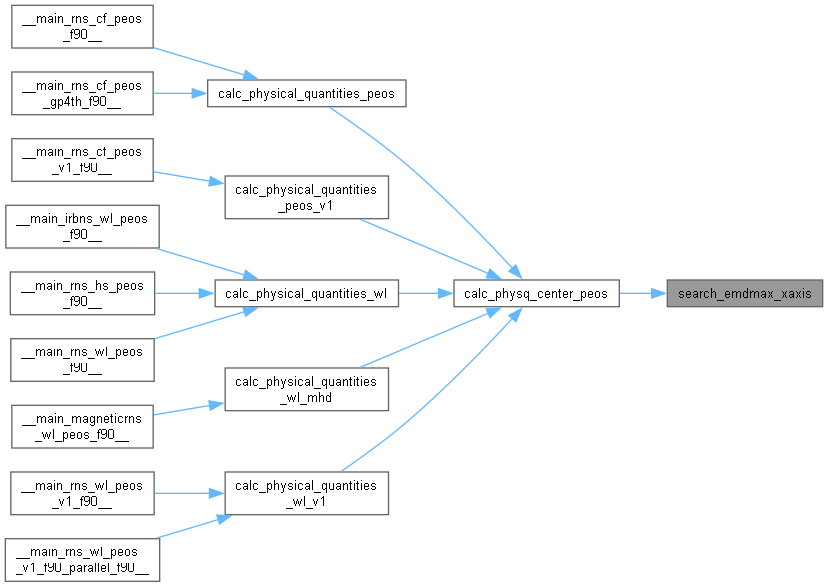 __main_rns_cf_peos
_f90__
__main_rns_cf_peos
_gp4th_f90__
__main_rns_cf_peos
_v1_f90__
__main_irbns_wl_peos
_f90__
__main_rns_hs_peos
_f90__
__main_rns_wl_peos
_f90__
__main_magneticrns
_wl_peos_f90__
__main_rns_wl_peos
_v1_f90__
__main_rns_wl_peos
_v1_f90_parallel_f90__
calc_physical_quantities_peos
calc_physical_quantities
_peos_v1
calc_physical_quantities_wl
calc_physical_quantities
_wl_mhd
calc_physical_quantities
_wl_v1
calc_physq_center_peos
search_emdmax_xaxis